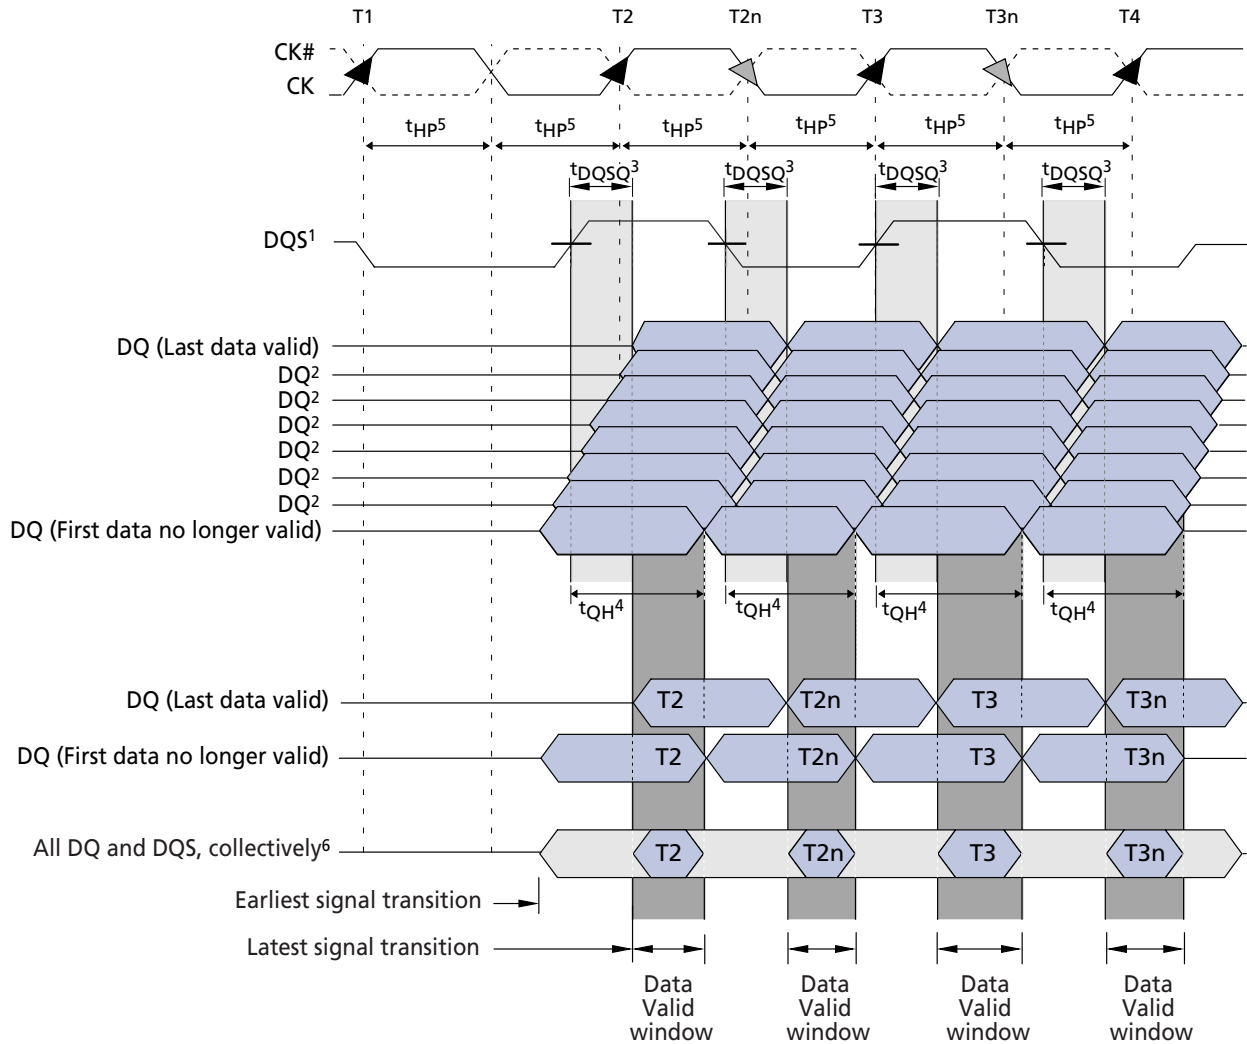 T1 T2 T2n T3 T3n T4
CK#
CK
tHP5 tHP5 tHP5 tHP5 tHP5 tHP5
tDQSQ3 tDQSQ3 tDQSQ3 tDQSQ3
DQS1
DQ (Last data valid)
DQ2
DQ2
DQ2
DQ2
DQ2
DQ2
DQ (First data no longer valid)
tQH4 tQH4 tQH4 tQH4
DQ (Last data valid) T2 T2n T3 T3n
DQ (First data no longer valid) T2 T2n T3 T3n
All DQ and DQS, collectively6 T2 T2n T3 T3n
Earliest signal transition
Latest signal transition
Data Data Data Data
Valid Valid Valid Valid
window window window window